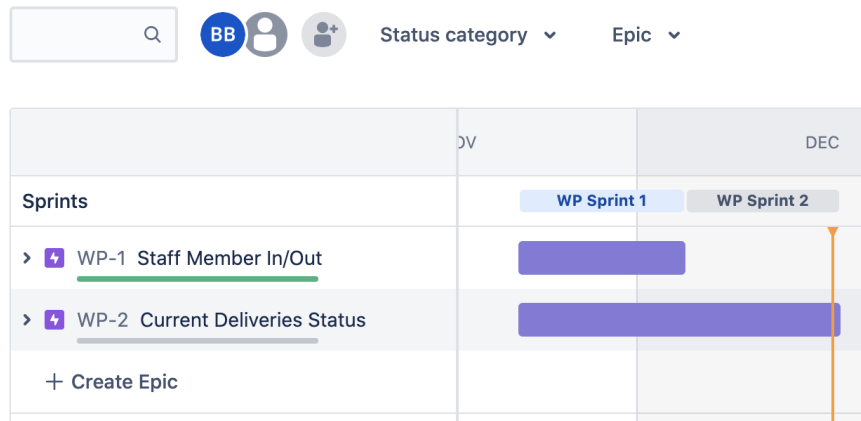 BB
Status category
Epic
DEC
Sprints
WP Sprint 1
WP Sprint 2
WP-1 Staff Member In/Out
WP-2 Current Deliveries Status
+ Create Epic